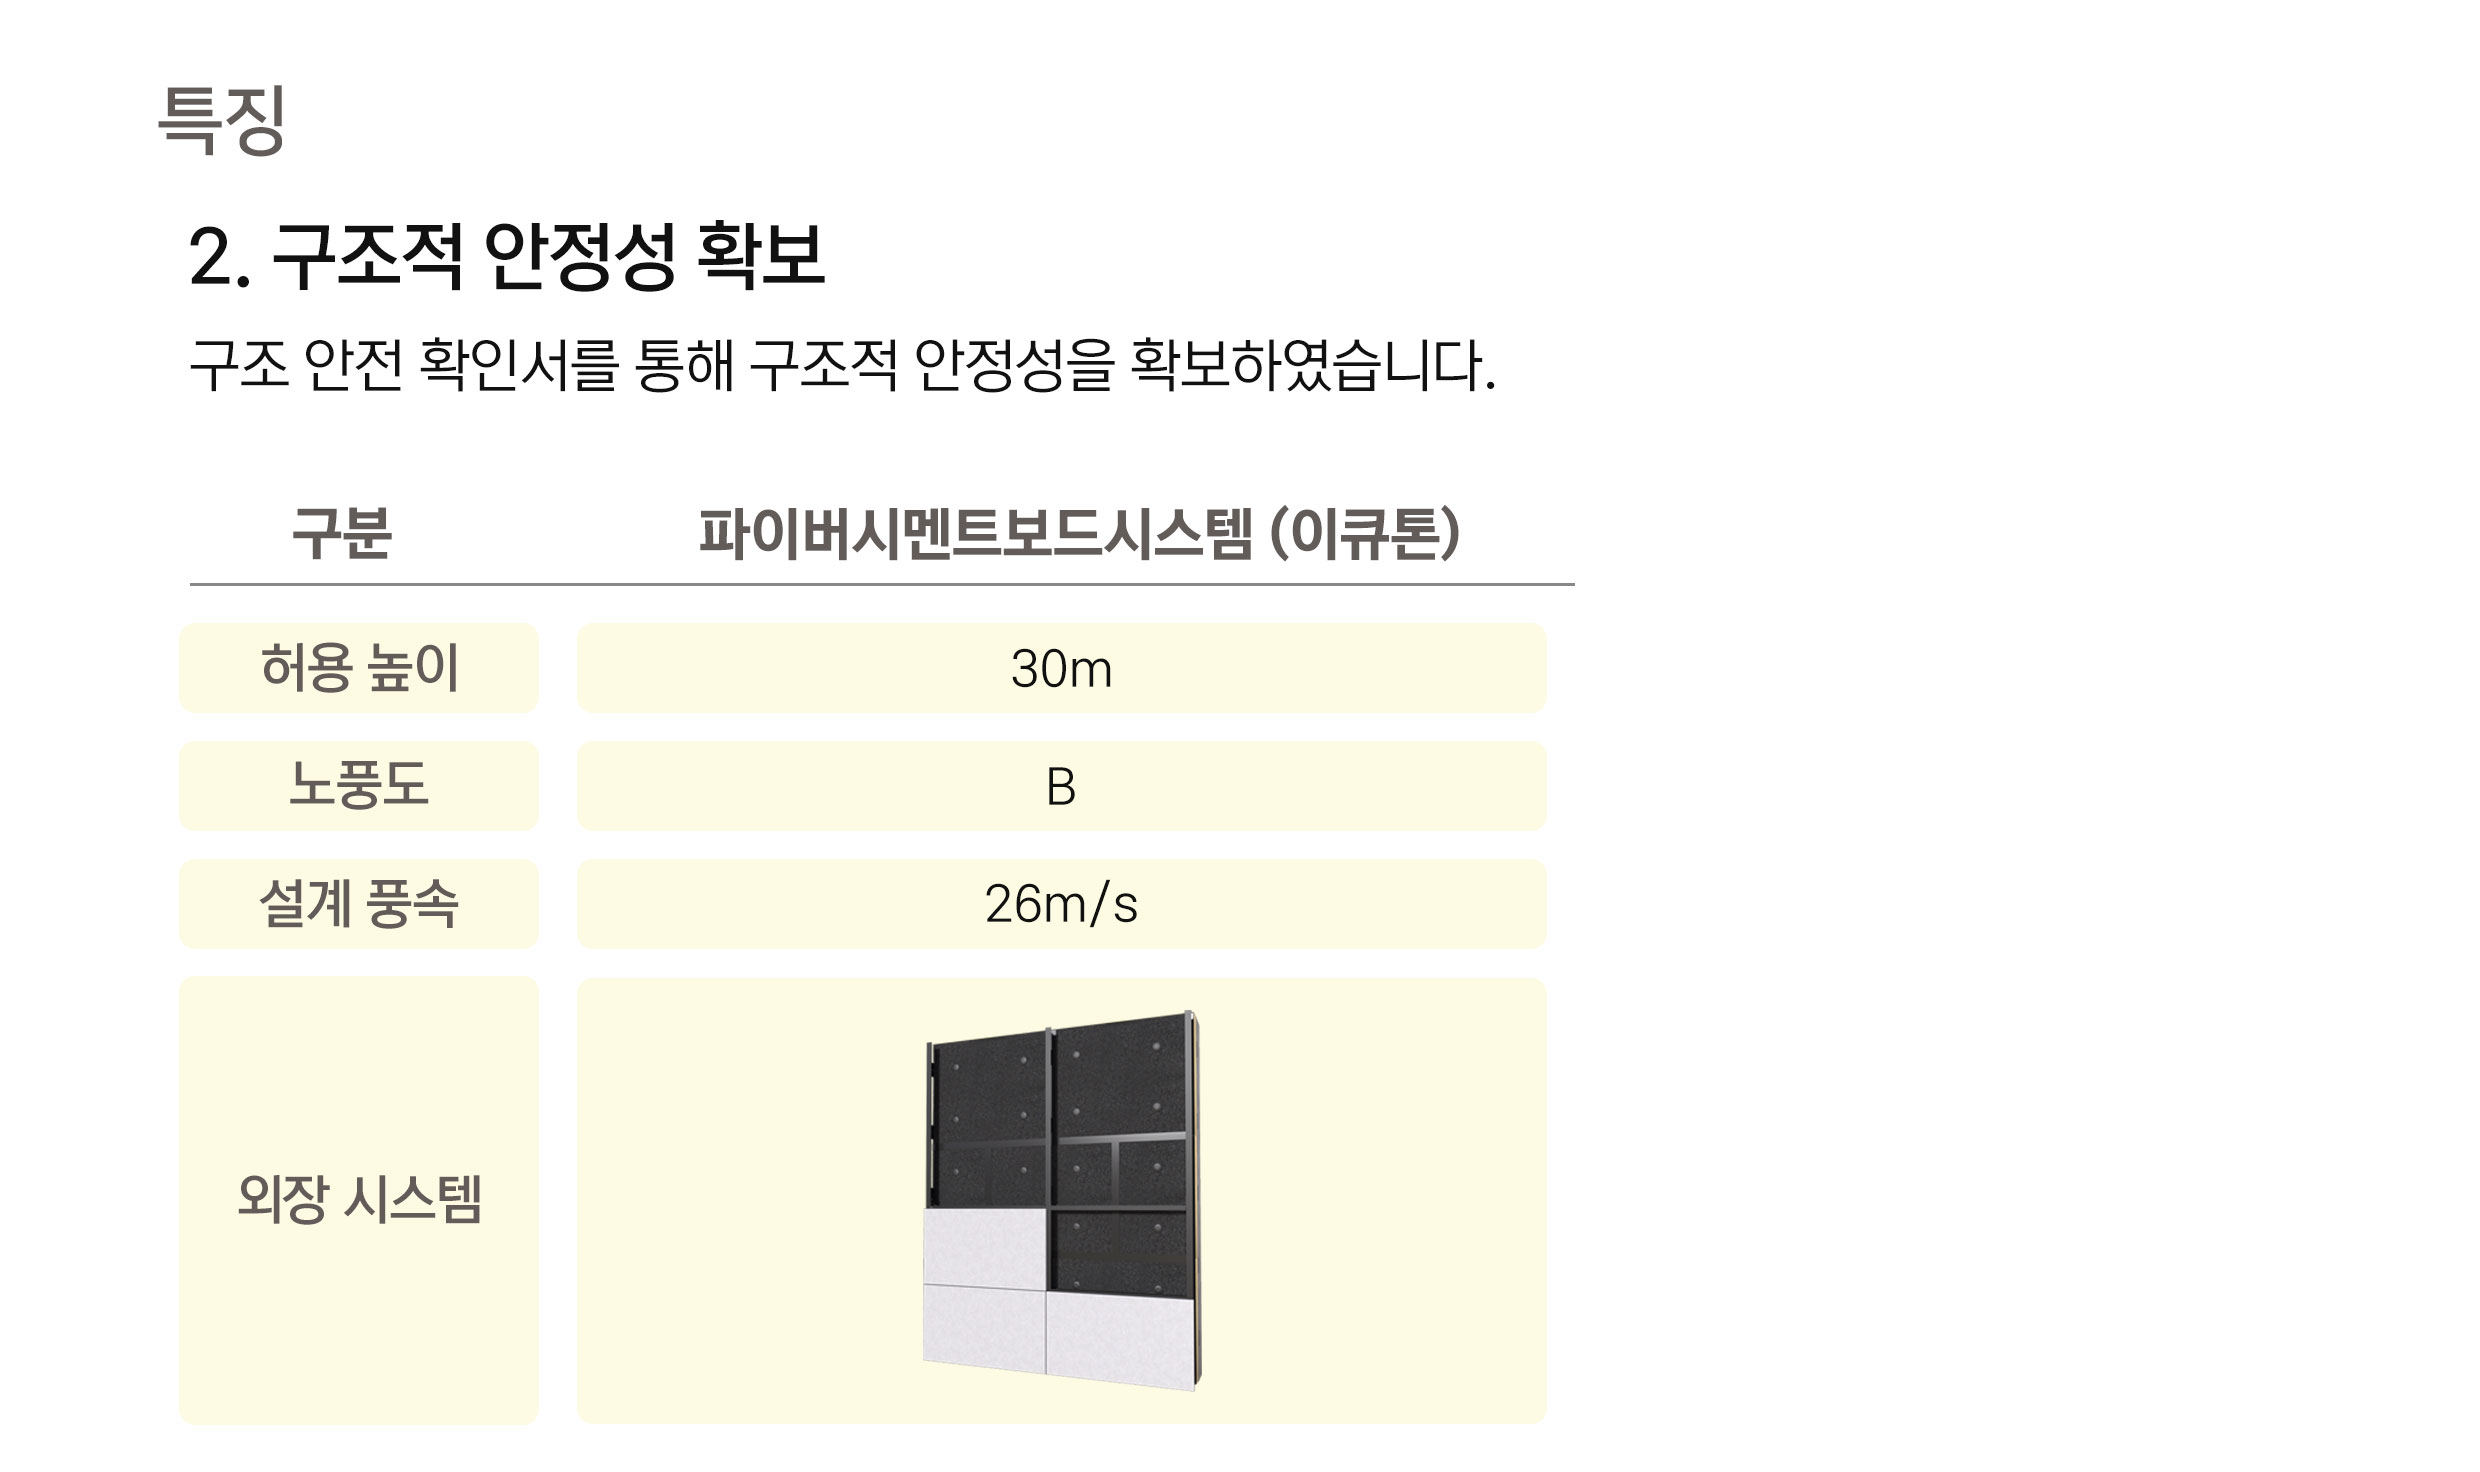 특징
2. 구조적 안정성 확보
구조 안전 확인서를 통해 구조적 안정성을 확보하였습니다.
구분 파이버시멘트보드시스템 (이큐톤)
허용 높이 30m
노풍도 B
설계 풍속 26m/s
외장 시스템